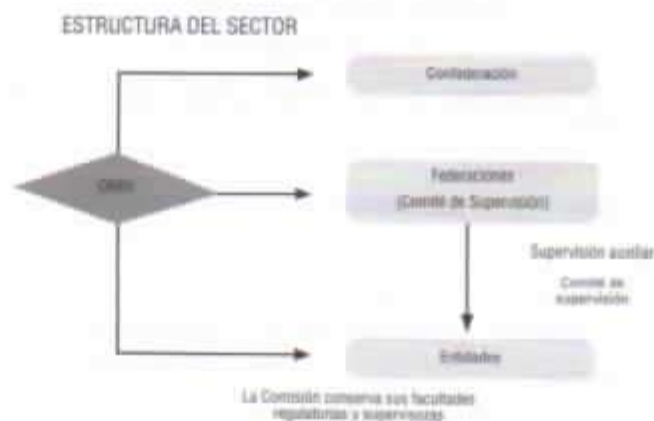 ESTRUCTURA DEL SECTOR
Confederación
CNBV
Federaciones
(Comité de Supervisión)
Supervisión auxiliar
Comité de
supervisión
Entidades
La Comisión conserva sus facultades
regulatorias y supervisoras